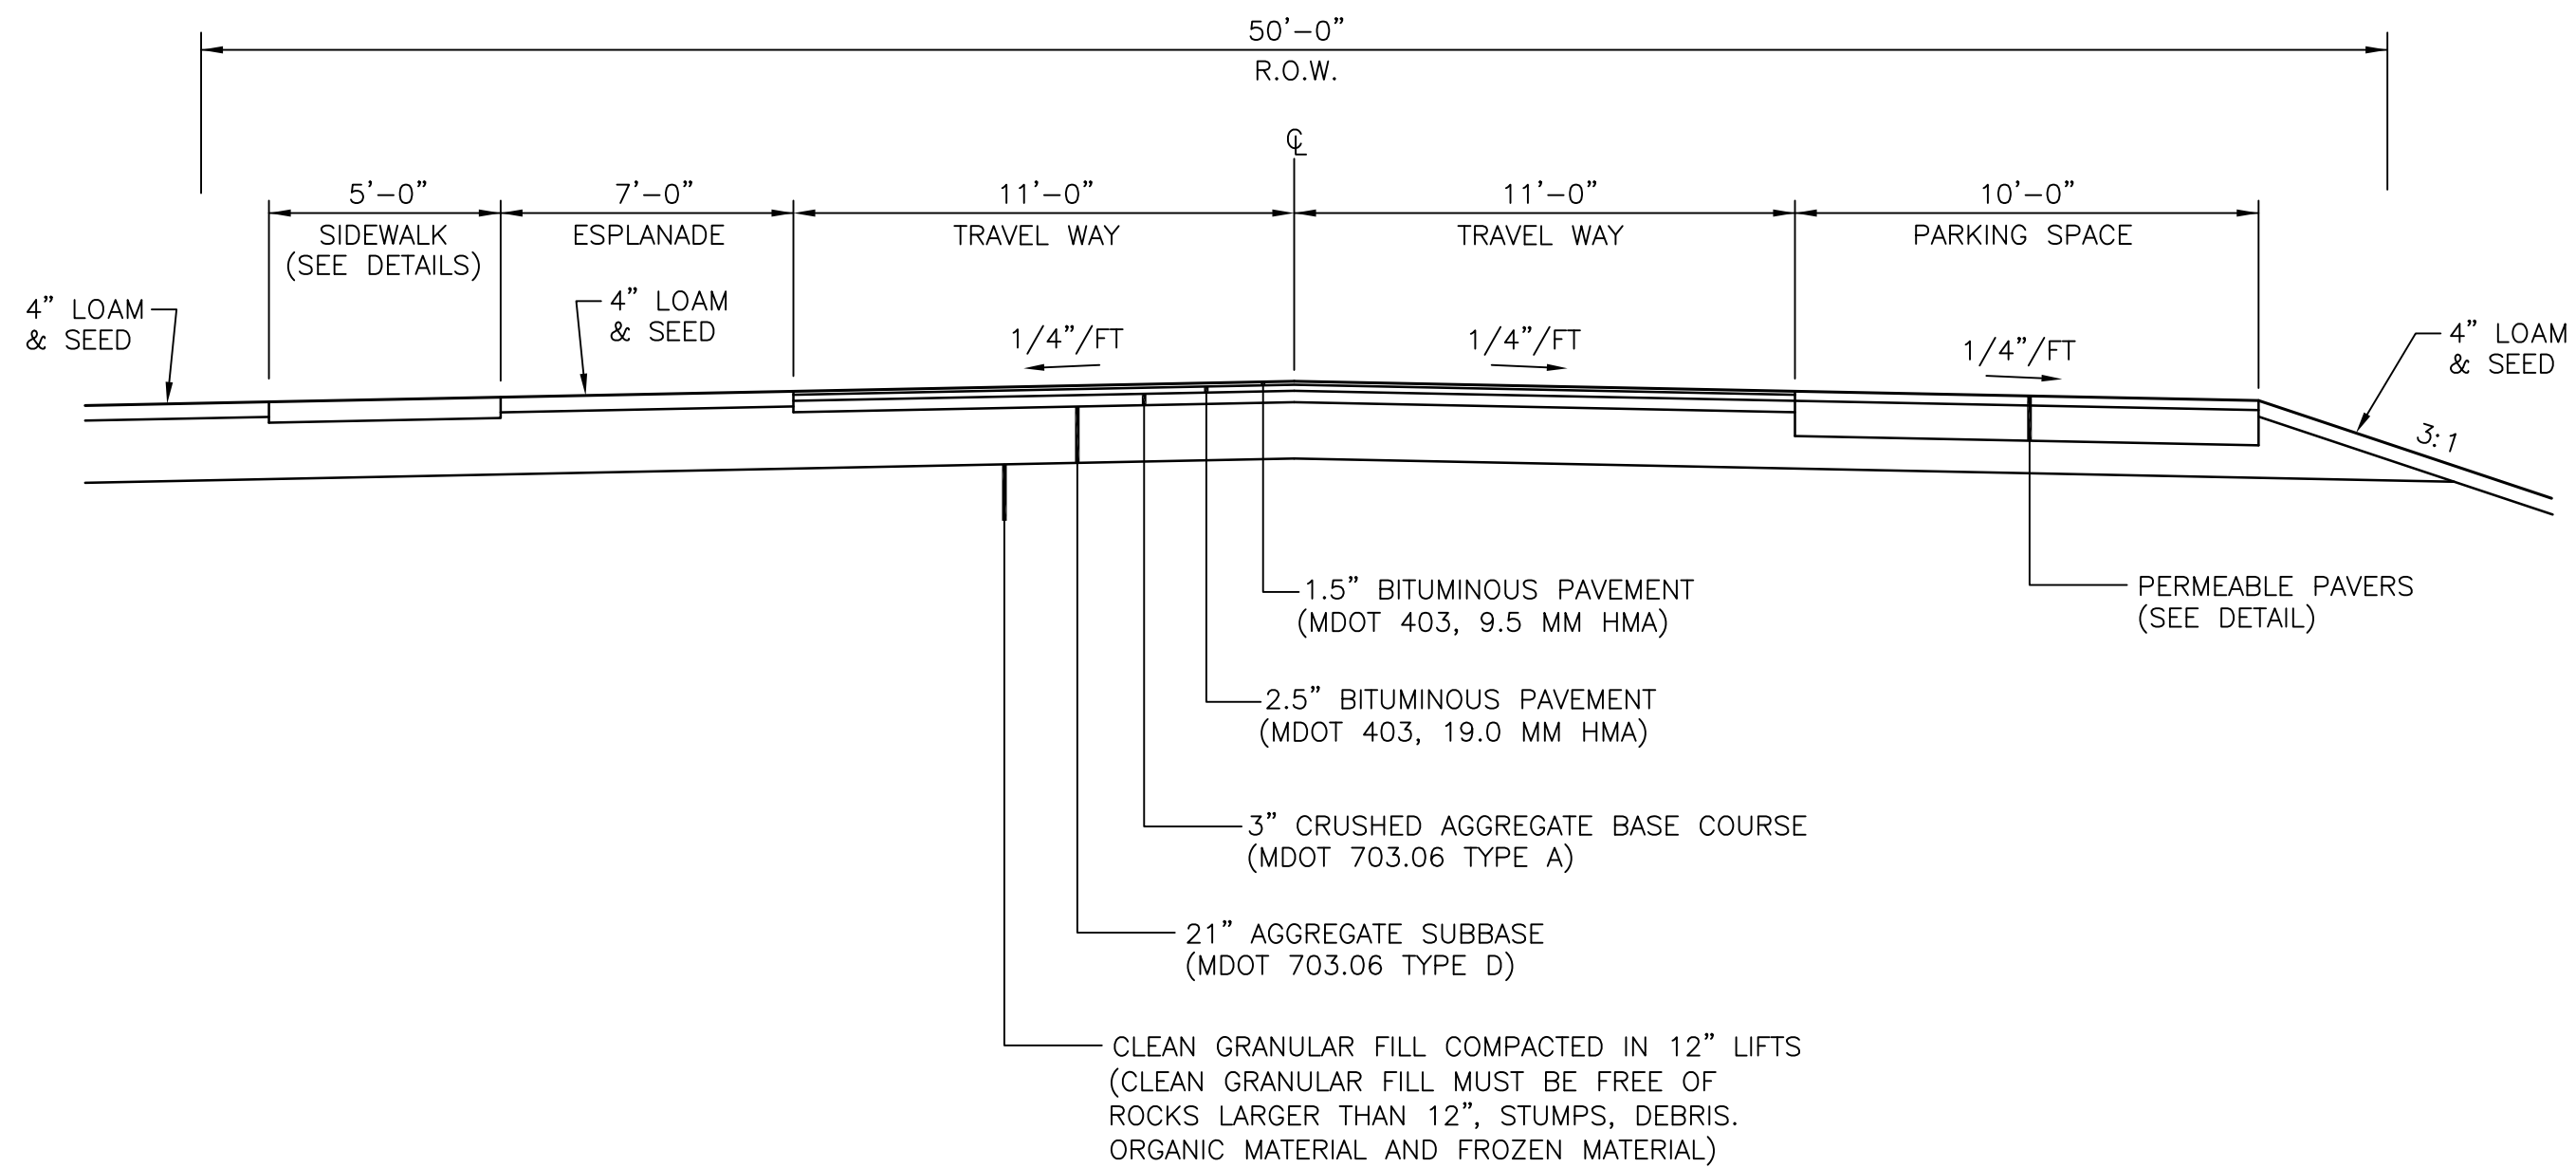 50'-0"
R.O.W.
℄
5'-0"
SIDEWALK
(SEE DETAILS)
7'-0"
ESPLANADE
11'-0"
TRAVEL WAY
11'-0"
TRAVEL WAY
10'-0"
PARKING SPACE
4" LOAM
& SEED
4" LOAM
& SEED
1/4"/FT
1/4"/FT
1/4"/FT
4" LOAM
& SEED
3:1
1.5" BITUMINOUS PAVEMENT
(MDOT 403, 9.5 MM HMA)
PERMEABLE PAVERS
(SEE DETAIL)
2.5" BITUMINOUS PAVEMENT
(MDOT 403, 19.0 MM HMA)
3" CRUSHED AGGREGATE BASE COURSE
(MDOT 703.06 TYPE A)
21" AGGREGATE SUBBASE
(MDOT 703.06 TYPE D)
CLEAN GRANULAR FILL COMPACTED IN 12" LIFTS
(CLEAN GRANULAR FILL MUST BE FREE OF
ROCKS LARGER THAN 12", STUMPS, DEBRIS.
ORGANIC MATERIAL AND FROZEN MATERIAL)